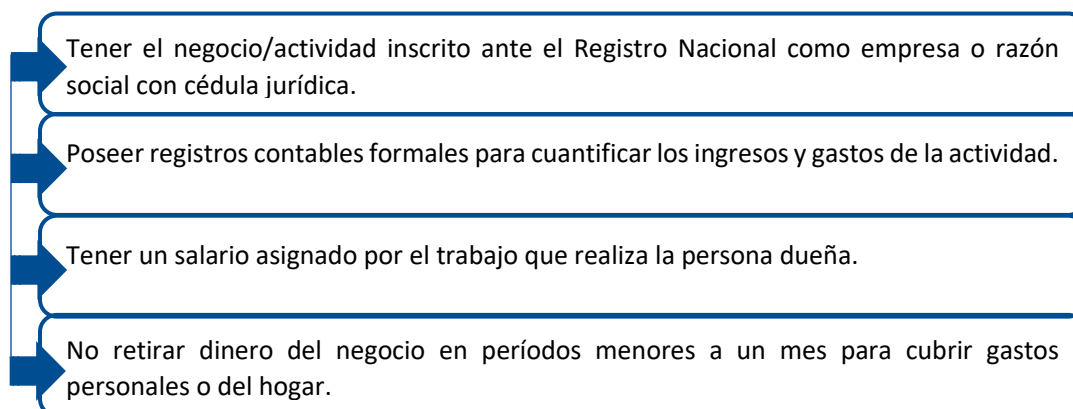 Tener el negocio/actividad inscrito ante el Registro Nacional como empresa o razón
social con cédula jurídica.
Poseer registros contables formales para cuantificar los ingresos y gastos de la actividad.
Tener un salario asignado por el trabajo que realiza la persona dueña.
No retirar dinero del negocio en períodos menores a un mes para cubrir gastos
personales o del hogar.